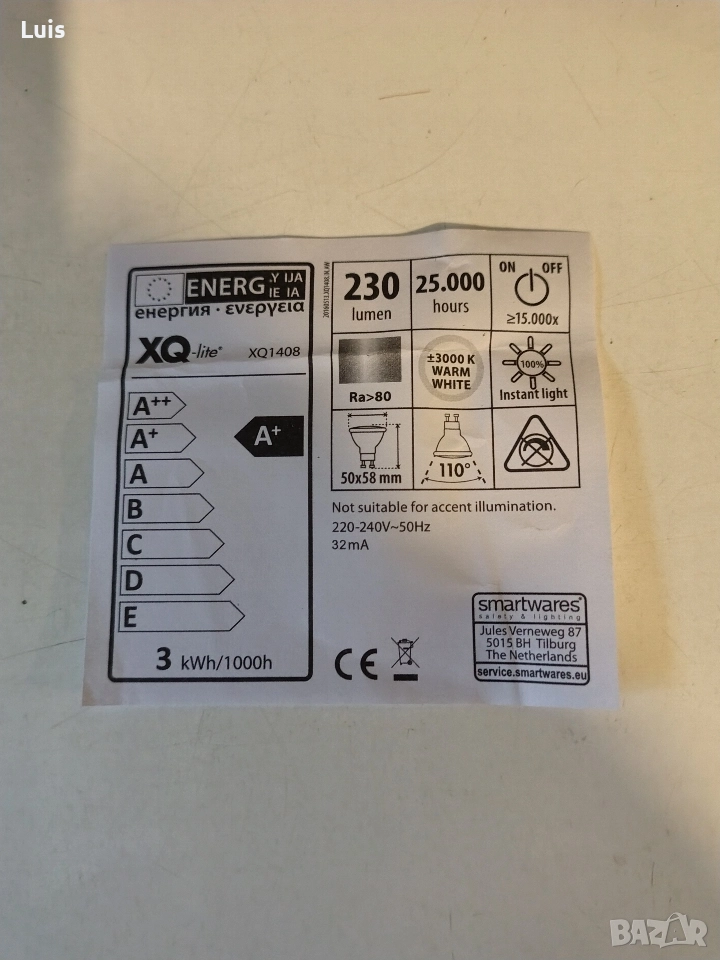 Luis
ENERG Y IJA
IE IA
енергия · ενεργεια
XQ-lite® XQ1408
A++
A+
A+
A
B
C
D
E
3 kWh/1000h
230
lumen
25.000
hours
ON OFF
≥15.000x
Ra>80
±3000 K
WARM
WHITE
100%
Instant light
50x58 mm
110°
Not suitable for accent illumination.
220-240V~50Hz
32mA
CE
smartwares®
safety & lighting
Jules Verneweg 87
5015 BH Tilburg
The Netherlands
service.smartwares.eu
BAZAR